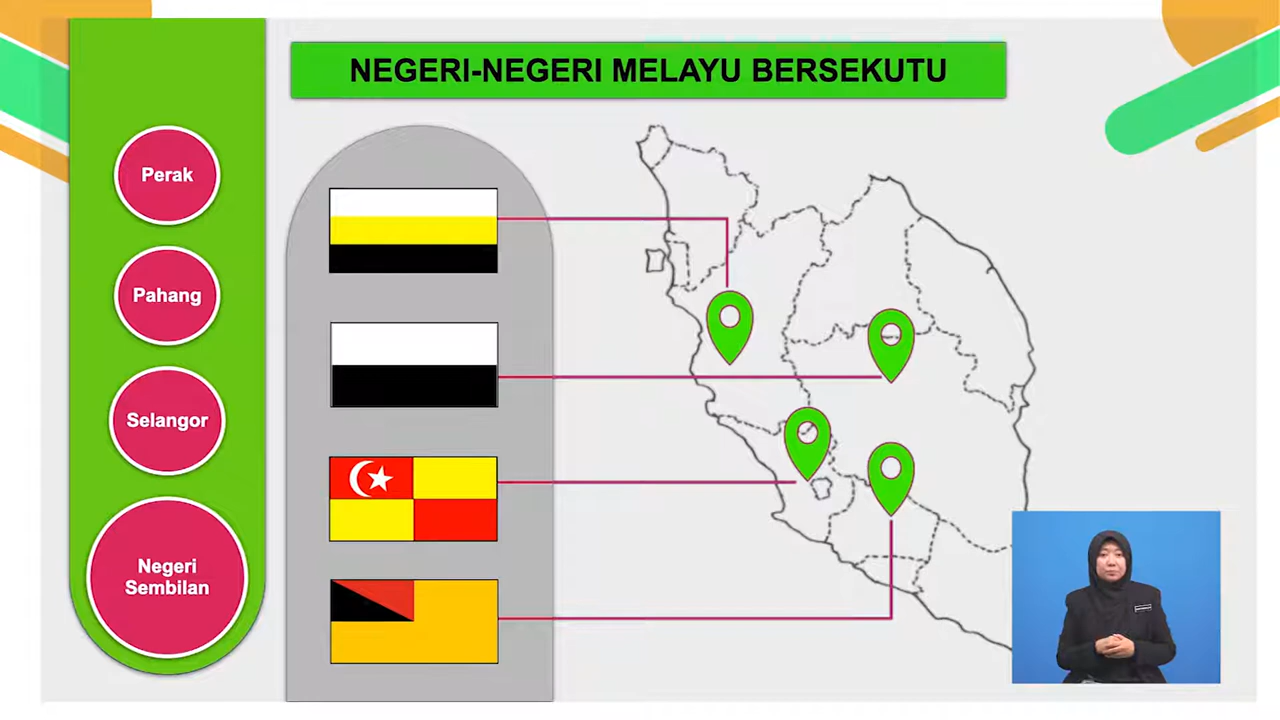 NEGERI-NEGERI MELAYU BERSEKUTU
Perak
Pahang
Selangor
Negeri
Sembilan